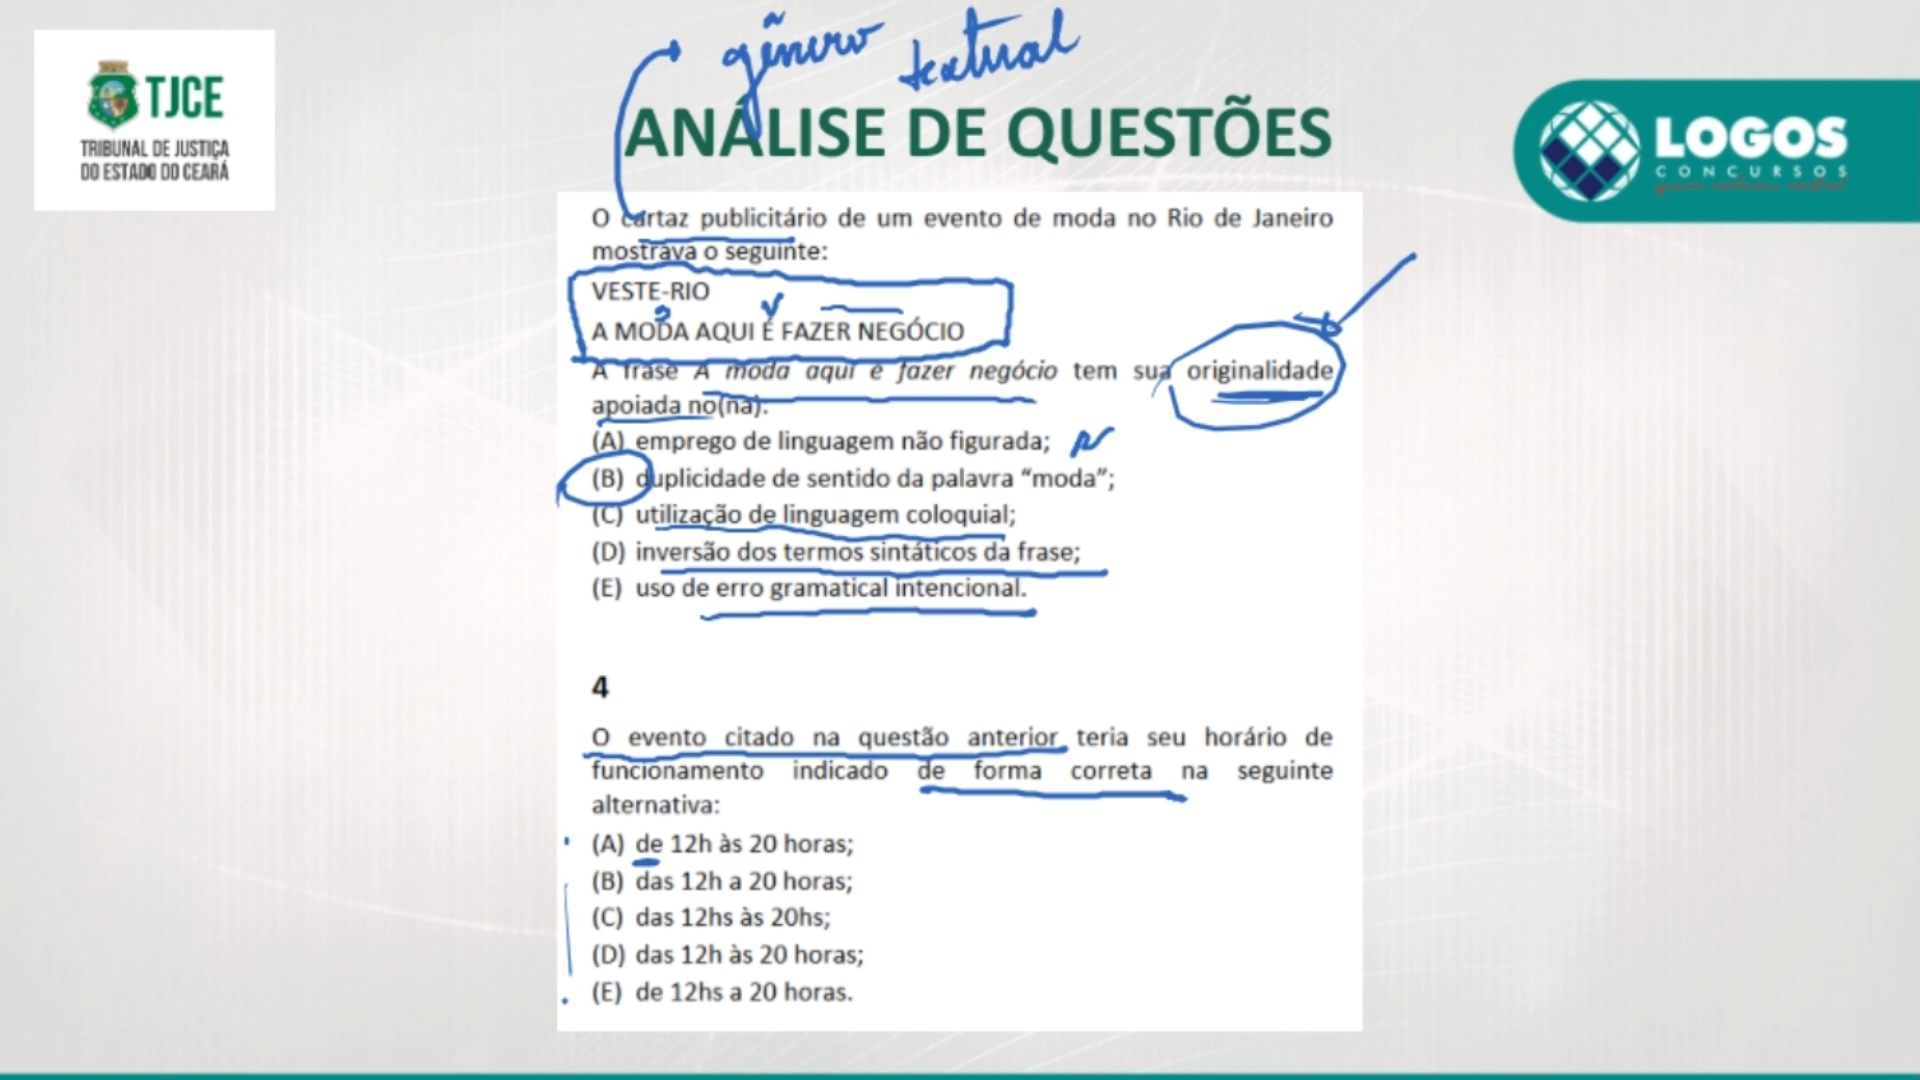 gênero textual
TJCE
TRIBUNAL DE JUSTIÇA
DO ESTADO DO CEARÁ
ANÁLISE DE QUESTÕES
LOGOS
CONCURSOS
O cartaz publicitário de um evento de moda no Rio de Janeiro
mostrava o seguinte:
VESTE-RIO
A MODA AQUI É FAZER NEGÓCIO
A frase A moda aqui é fazer negócio tem sua originalidade
apoiada no(na):
(A) emprego de linguagem não figurada;
(B) duplicidade de sentido da palavra “moda”;
(C) utilização de linguagem coloquial;
(D) inversão dos termos sintáticos da frase;
(E) uso de erro gramatical intencional.
4
O evento citado na questão anterior teria seu horário de
funcionamento indicado de forma correta na seguinte
alternativa:
(A) de 12h às 20 horas;
(B) das 12h a 20 horas;
(C) das 12hs às 20hs;
(D) das 12h às 20 horas;
(E) de 12hs a 20 horas.